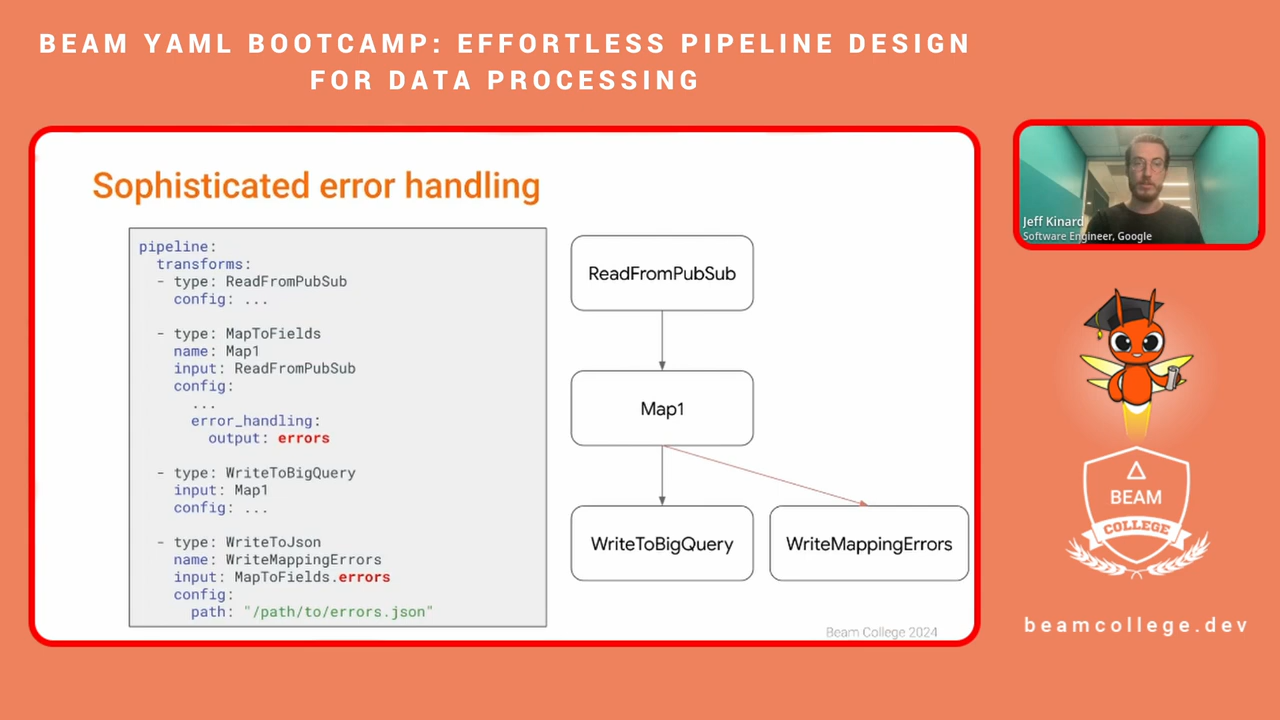 BEAM YAML BOOTCAMP: EFFORTLESS PIPELINE DESIGN
FOR DATA PROCESSING
Sophisticated error handling
pipeline:
transforms:
- type: ReadFromPubSub
config: ...
- type: MapToFields
name: Map1
input: ReadFromPubSub
config:
...
error_handling:
output: errors
- type: WriteToBigQuery
input: Map1
config: ...
- type: WriteToJson
name: WriteMappingErrors
input: MapToFields.errors
config:
path: "/path/to/errors.json"
ReadFromPubSub
Map1
WriteToBigQuery
WriteMappingErrors
Beam College 2024
Jeff Kinard
Software Engineer, Google
BEAM
COLLEGE
beamcollege.dev